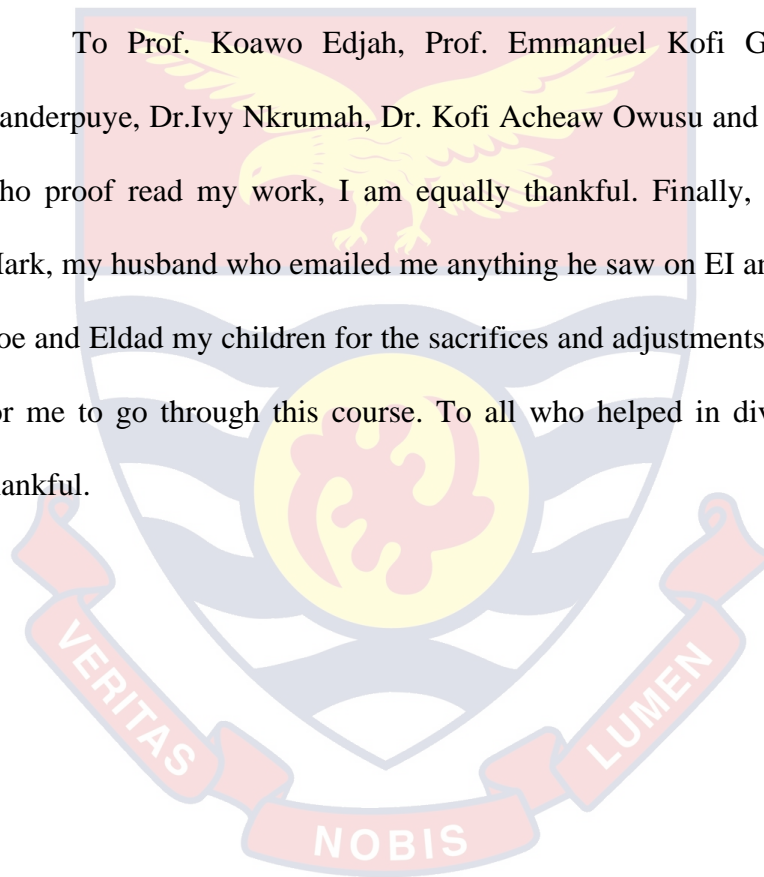 To Prof. Koawo Edjah, Prof. Emmanuel Kofi G
anderpuye, Dr.Ivy Nkrumah, Dr. Kofi Acheaw Owusu and
ho proof read my work, I am equally thankful. Finally,
ark, my husband who emailed me anything he saw on EI an
oe and Eldad my children for the sacrifices and adjustments
or me to go through this course. To all who helped in div
ankful.
VERITAS
NOBIS
LUMEN